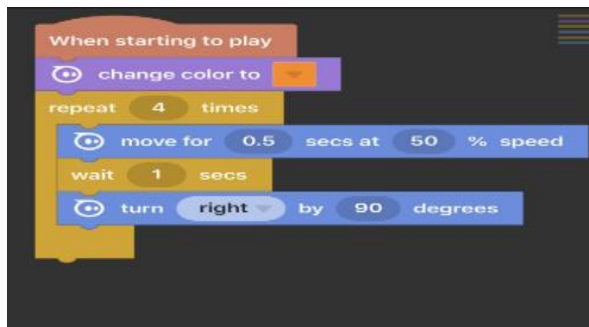 When starting to play
change color to
repeat 4 times
move for 0.5 secs at 50 % speed
wait 1 secs
turn right by 90 degrees